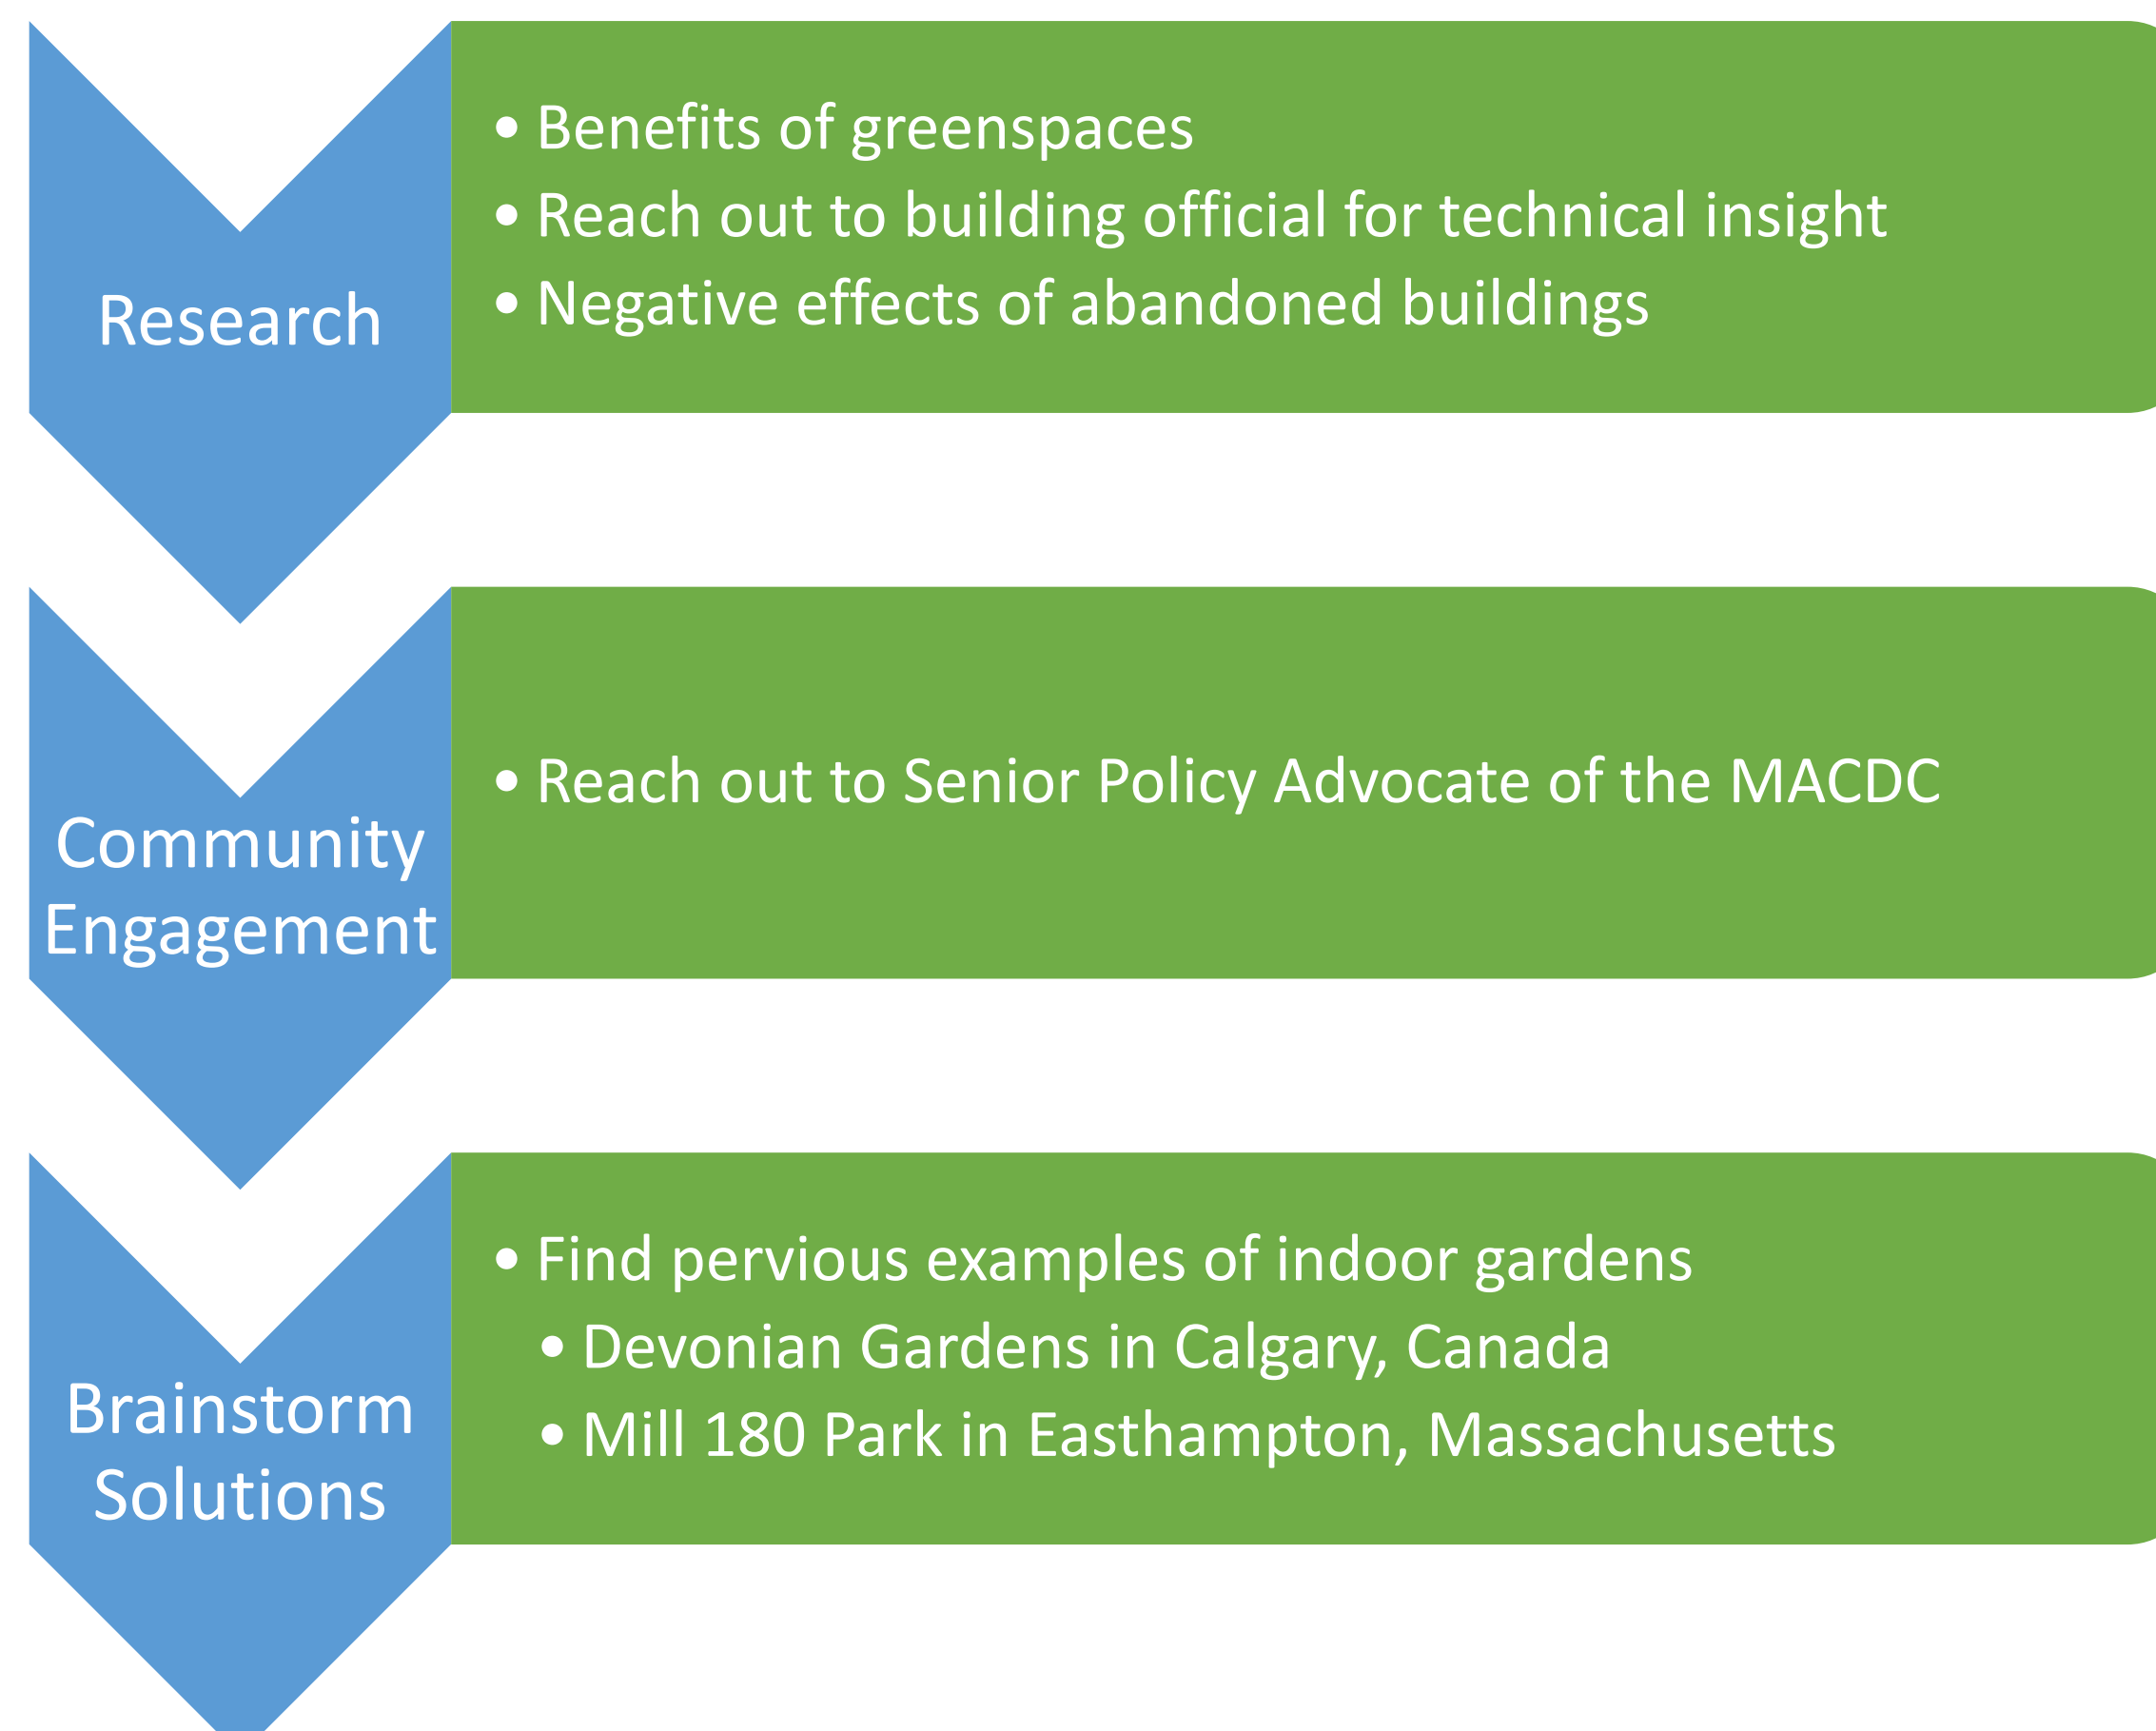 Research
• Benefits of greenspaces
• Reach out to building official for technical insight
• Negative effects of abandoned buildings
Community
Engagement
• Reach out to Senior Policy Advocate of the MACDC
Brainstorm
Solutions
• Find pervious examples of indoor gardens
• Devonian Gardens in Calgary, Canada
• Mill 180 Park in Easthampton, Massachusetts